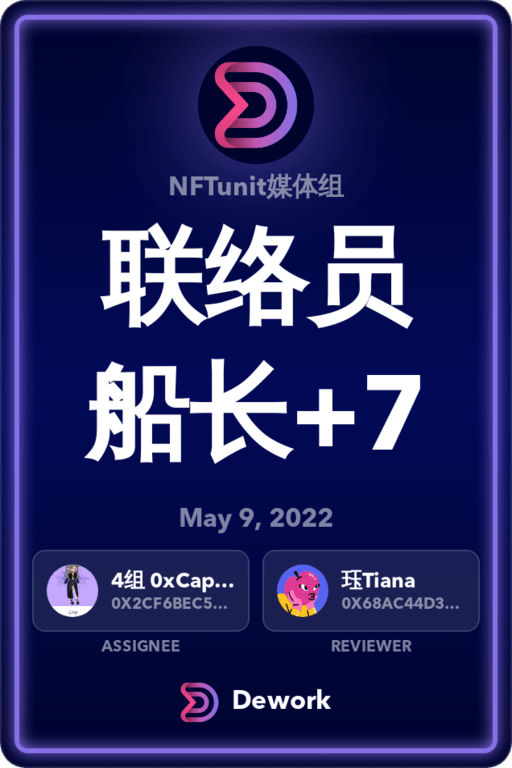 NFTunit媒体组
联络员
船长+7
May 9, 2022
4组 0xCap...
0X2CF6BEC5...
珏Tiana
0X68AC44D3...
ASSIGNEE
REVIEWER
Dework